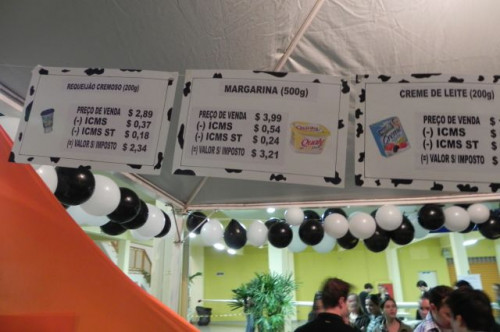 REQUEIJÃO CREMOSO (200g)
PREÇO DE VENDA $ 2,89
(-) ICMS $ 0,37
(-) ICMS ST $ 0,18
(=) VALOR S/ IMPOSTO $ 2,34
MARGARINA (500g)
PREÇO DE VENDA $ 3,99
(-) ICMS $ 0,54
(-) ICMS ST $ 0,24
(=) VALOR S/ IMPOSTO $ 3,21
CREME DE LEITE (200g)
PREÇO DE VENDA $
(-) ICMS $
(-) ICMS ST $
(=) VALOR S/ IMPOSTO $